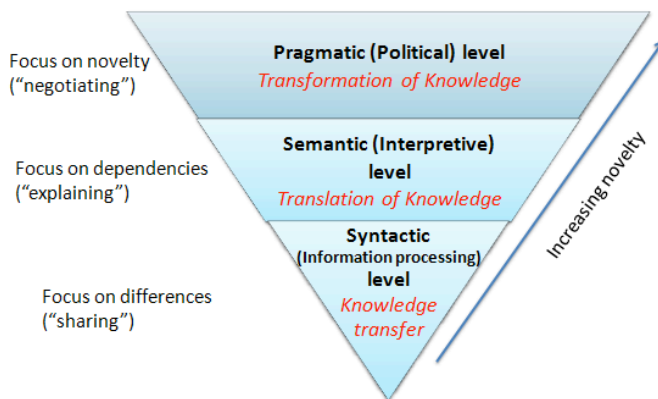 Focus on novelty
(“negotiating”)
Pragmatic (Political) level
Transformation of Knowledge
Focus on dependencies
(“explaining”)
Semantic (Interpretive)
level
Translation of Knowledge
Focus on differences
(“sharing”)
Syntactic
(Information processing)
level
Knowledge
transfer
Increasing novelty